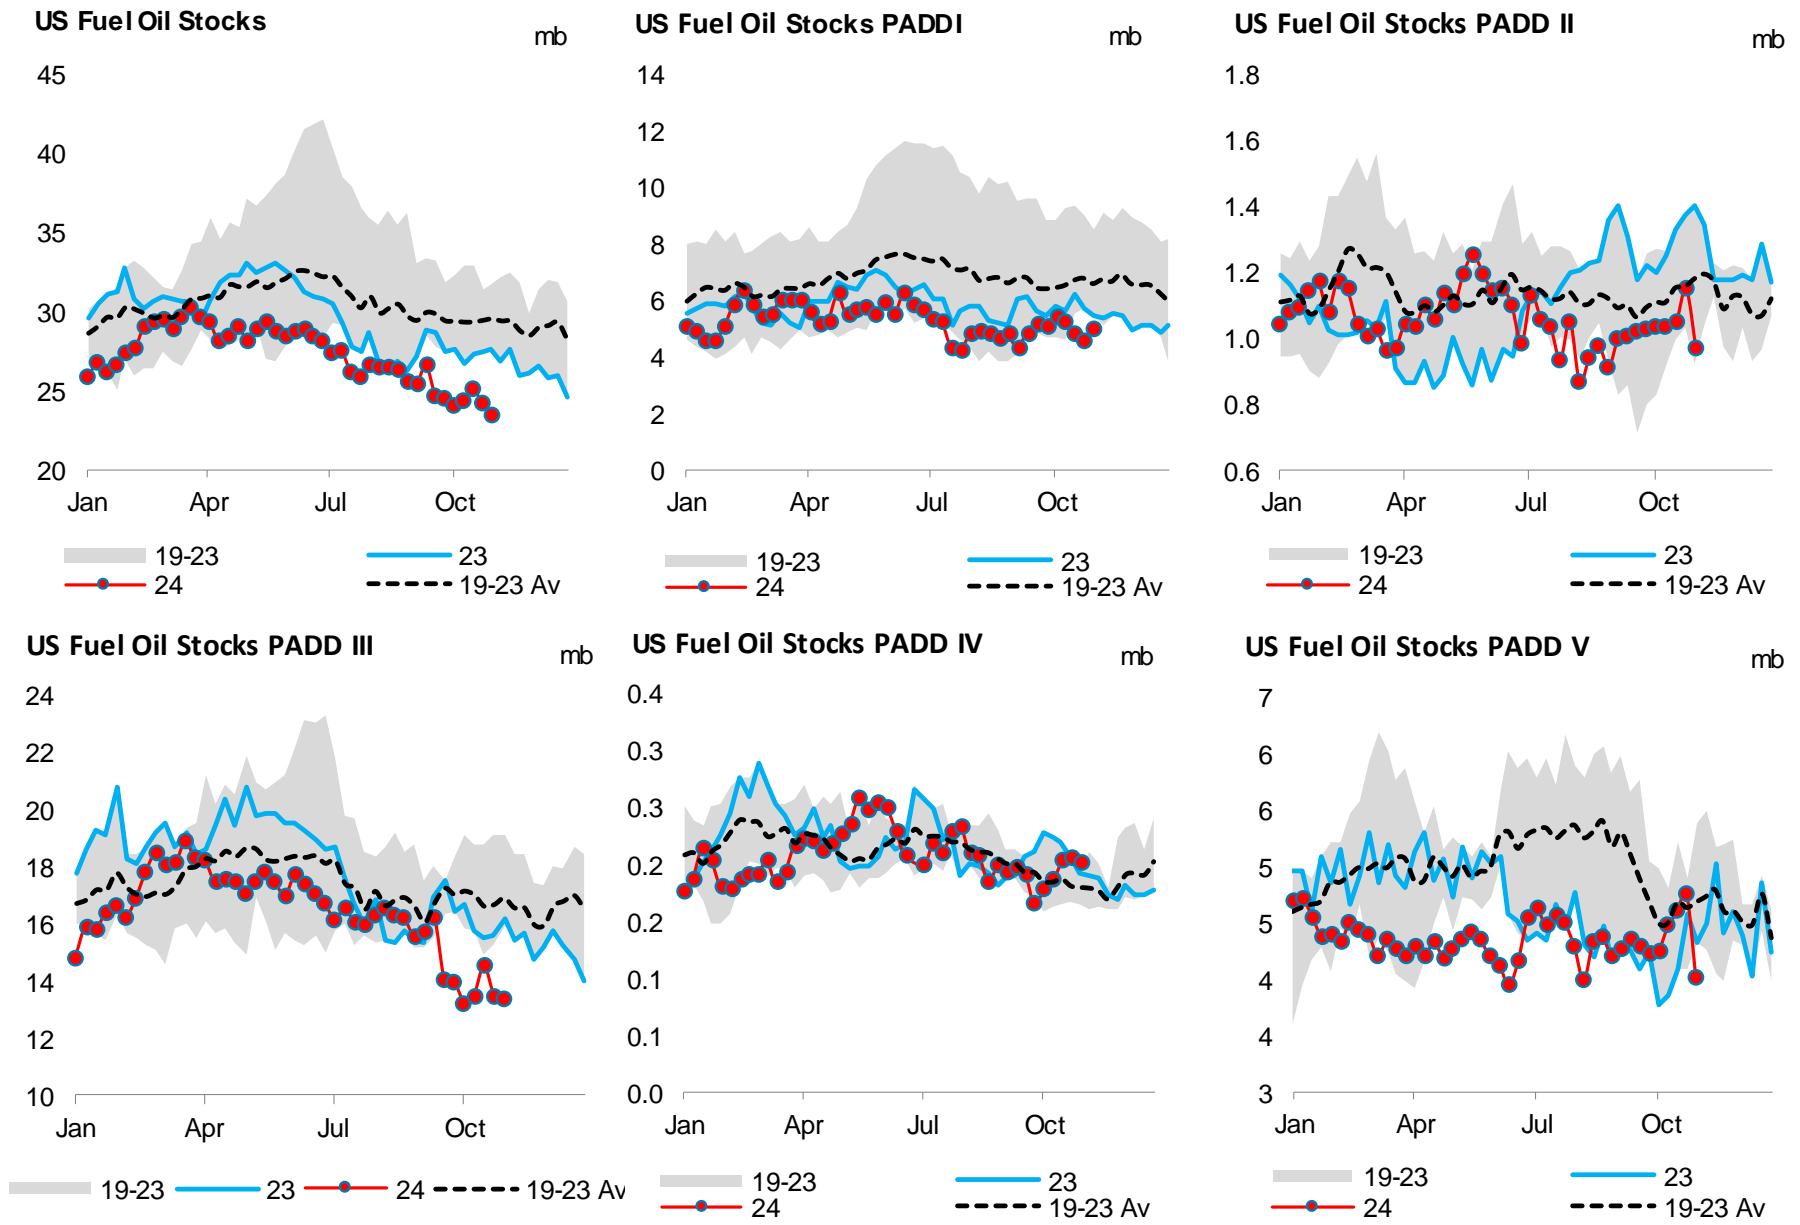 US Fuel Oil Stocks
mb
45
40
35
30
25
20
Jan Apr Jul Oct
19-23 23
24 19-23 Av
US Fuel Oil Stocks PADDI
mb
14
12
10
8
6
4
2
0
Jan Apr Jul Oct
19-23 23
24 19-23 Av
US Fuel Oil Stocks PADD II
mb
1.8
1.6
1.4
1.2
1.0
0.8
0.6
Jan Apr Jul Oct
19-23 23
24 19-23 Av
US Fuel Oil Stocks PADD III
mb
24
22
20
18
16
14
12
10
Jan Apr Jul Oct
19-23 23 24 19-23 Av
US Fuel Oil Stocks PADD IV
mb
0.4
0.3
0.3
0.2
0.2
0.1
0.1
0.0
Jan Apr Jul Oct
19-23 23
24 19-23 Av
US Fuel Oil Stocks PADD V
mb
7
6
6
5
5
4
4
3
Jan Apr Jul Oct
19-23 23
24 19-23 Av